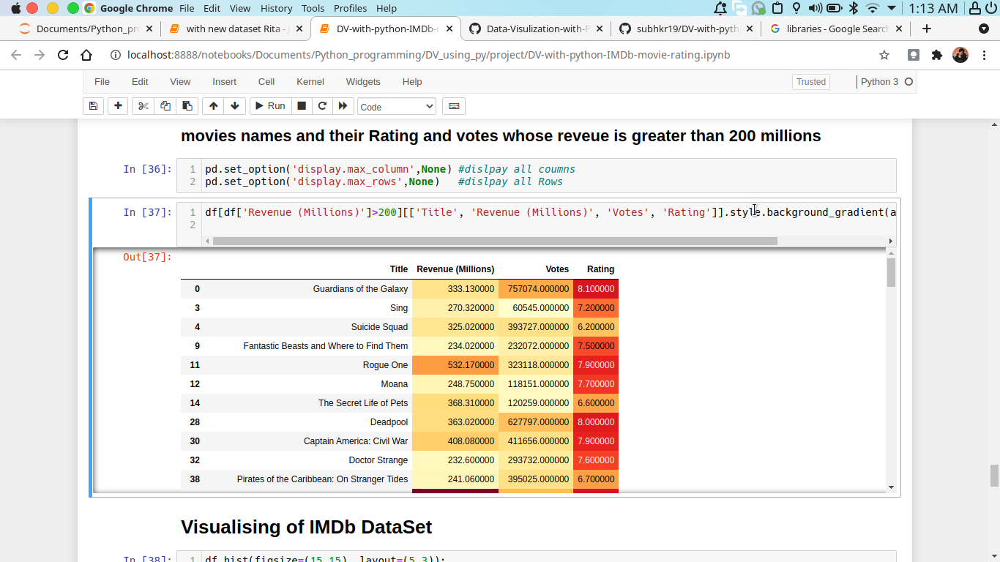 Google Chrome File Edit View History Bookmarks Tools Profiles Help 1:13 AM
Documents/Python_pro with new dataset Rita - J DV-with-python-IMDb-m Data-Visulization-with-P subhkr19/DV-with-pyth libraries - Google Search
localhost:8888/notebooks/Documents/Python_programming/DV_using_py/project/DV-with-python-IMDb-movie-rating.ipynb
File Edit View Insert Cell Kernel Widgets Help Trusted Python 3
Run Code
movies names and their Rating and votes whose reveue is greater than 200 millions
In [36]: 1 pd.set_option('display.max_column',None) #dislpay all coumns
2 pd.set_option('display.max_rows',None) #dislpay all Rows
In [37]: 1 df[df['Revenue (Millions)']>200][['Title', 'Revenue (Millions)', 'Votes', 'Rating']].style.background_gradient(a
2
Out[37]:
Title Revenue (Millions) Votes Rating
0 Guardians of the Galaxy 333.130000 757074.000000 8.100000
3 Sing 270.320000 60545.000000 7.200000
4 Suicide Squad 325.020000 393727.000000 6.200000
9 Fantastic Beasts and Where to Find Them 234.020000 232072.000000 7.500000
11 Rogue One 532.170000 323118.000000 7.900000
12 Moana 248.750000 118151.000000 7.700000
14 The Secret Life of Pets 368.310000 120259.000000 6.600000
28 Deadpool 363.020000 627797.000000 8.000000
30 Captain America: Civil War 408.080000 411656.000000 7.900000
32 Doctor Strange 232.600000 293732.000000 7.600000
38 Pirates of the Caribbean: On Stranger Tides 241.060000 395025.000000 6.700000
Visualising of IMDb DataSet
In [38]: 1 df.hist(figsize=(15,15), layout=(5,3));